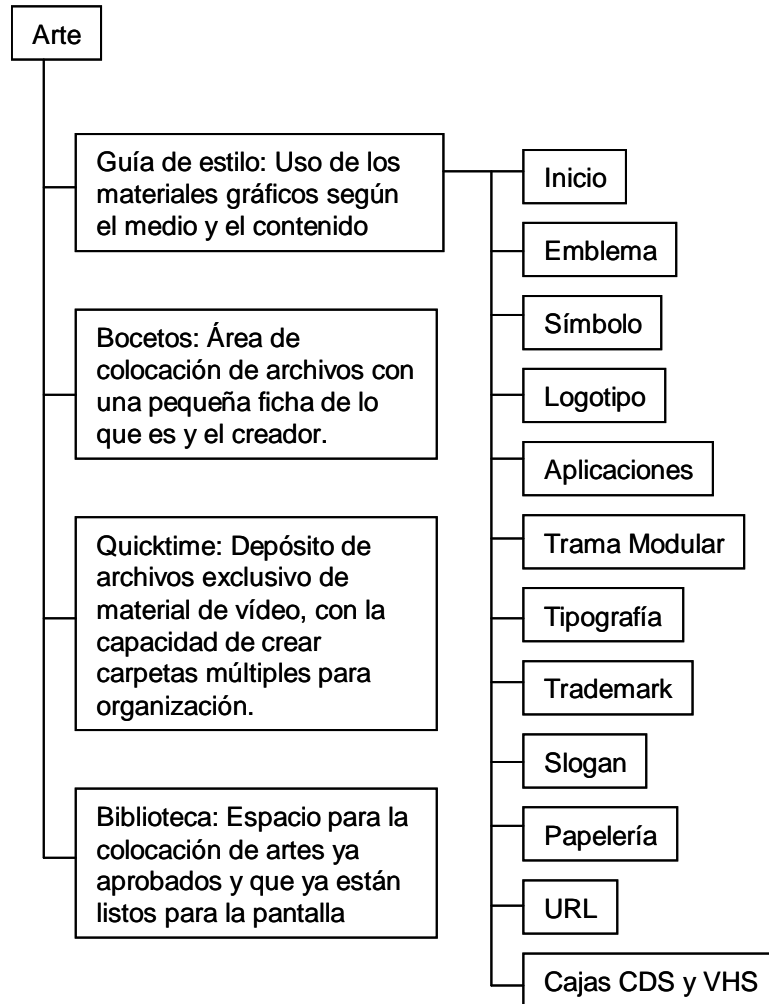 Arte
Guía de estilo: Uso de los
materiales gráficos según
el medio y el contenido
Bocetos: Área de
colocación de archivos con
una pequeña ficha de lo
que es y el creador.
Quicktime: Depósito de
archivos exclusivo de
material de vídeo, con la
capacidad de crear
carpetas múltiples para
organización.
Biblioteca: Espacio para la
colocación de artes ya
aprobados y que ya están
listos para la pantalla
Inicio
Emblema
Símbolo
Logotipo
Aplicaciones
Trama Modular
Tipografía
Trademark
Slogan
Papelería
URL
Cajas CDS y VHS